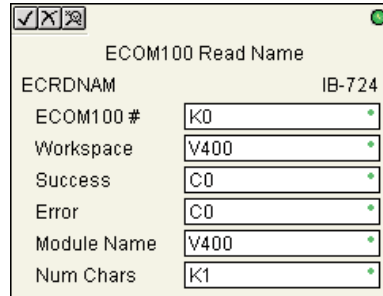 ECOM100 Read Name
ECRDNAM IB-724
ECOM100 # K0
Workspace V400
Success C0
Error C0
Module Name V400
Num Chars K1